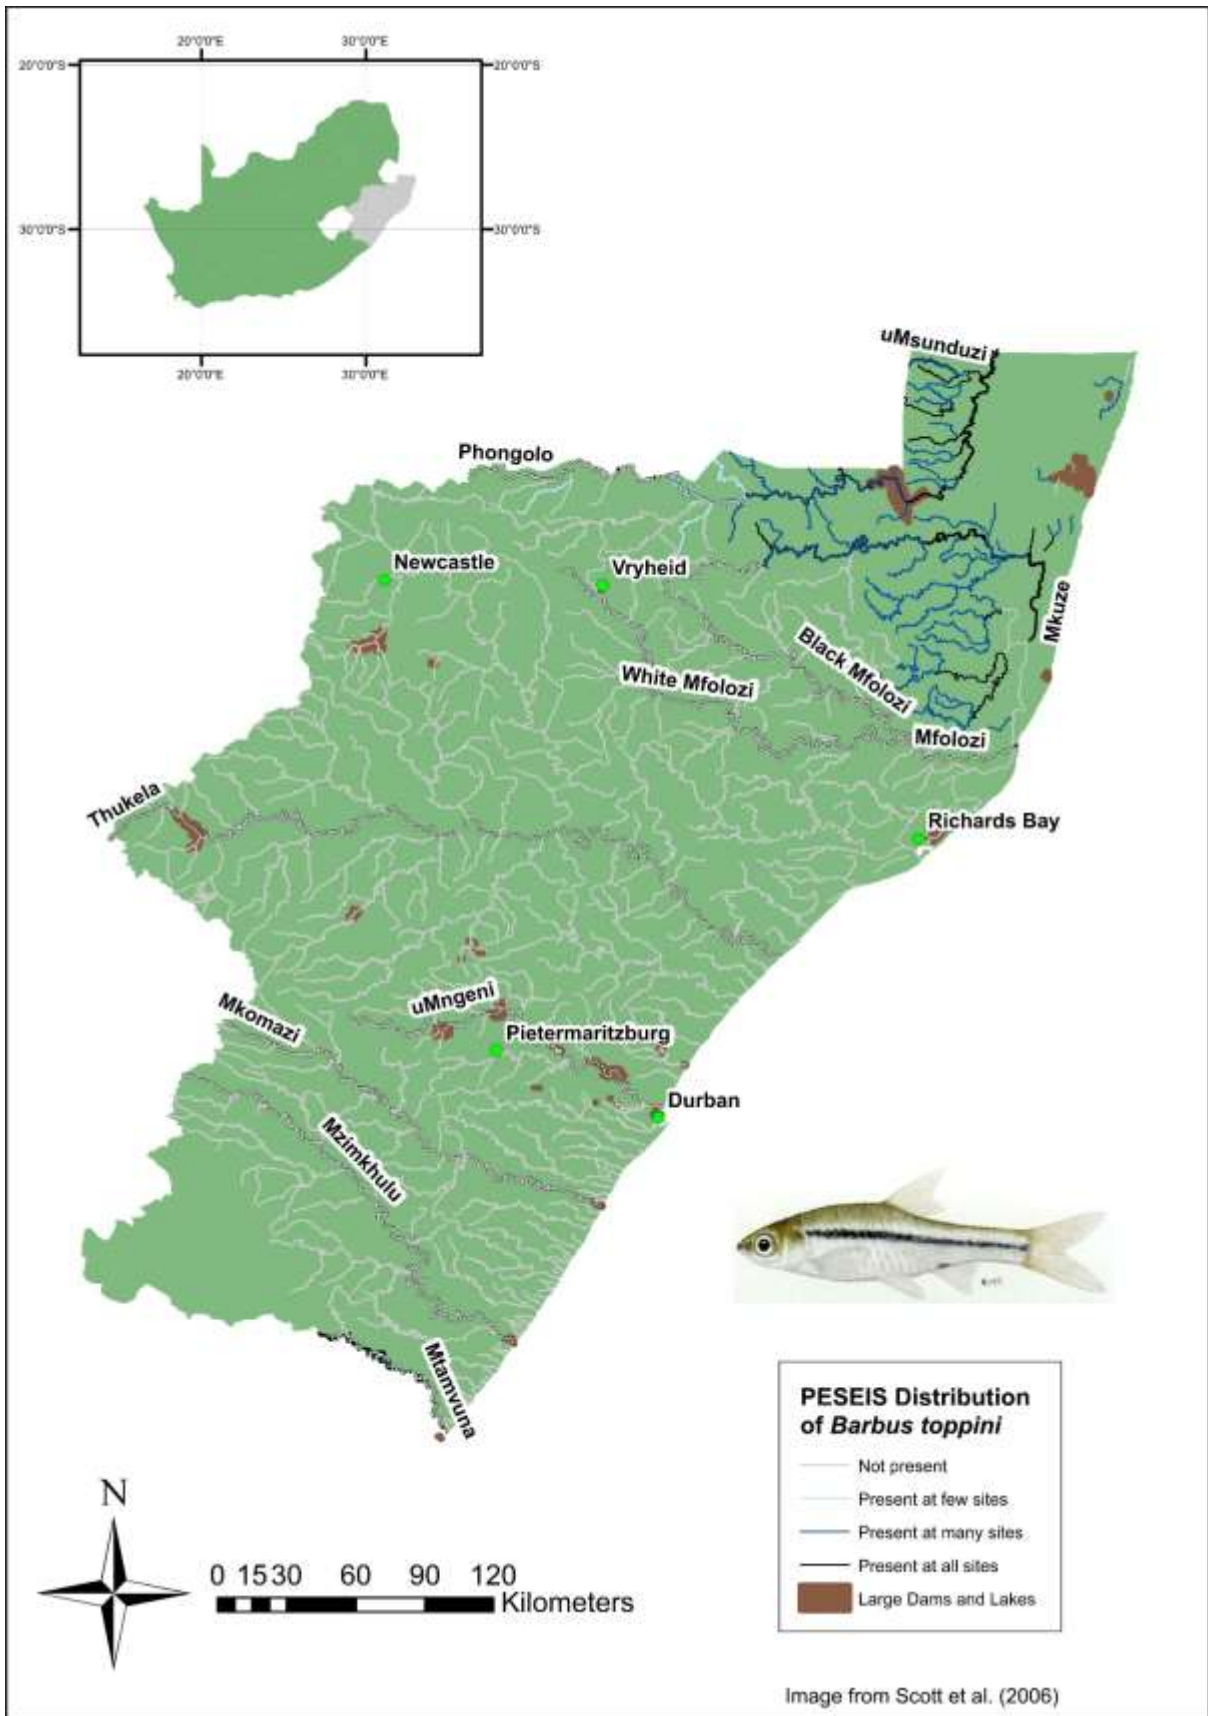 20°0'0"E 30°0'0"E
20°0'0"S 20°0'0"S
30°0'0"S 30°0'0"S
20°0'0"E 30°0'0"E
uMsunduzi
Phongolo
Newcastle
Vryheid
Mkuze
Black Mfolozi
White Mfolozi
Mfolozi
Thukela
Richards Bay
uMngeni
Mkomazi
Pietermaritzburg
Durban
Mzimkhulu
Mtamvuna
PESEIS Distribution
of Barbus toppini
Not present
Present at few sites
Present at many sites
Present at all sites
Large Dams and Lakes
N
0 15 30 60 90 120
Kilometers
Image from Scott et al. (2006)